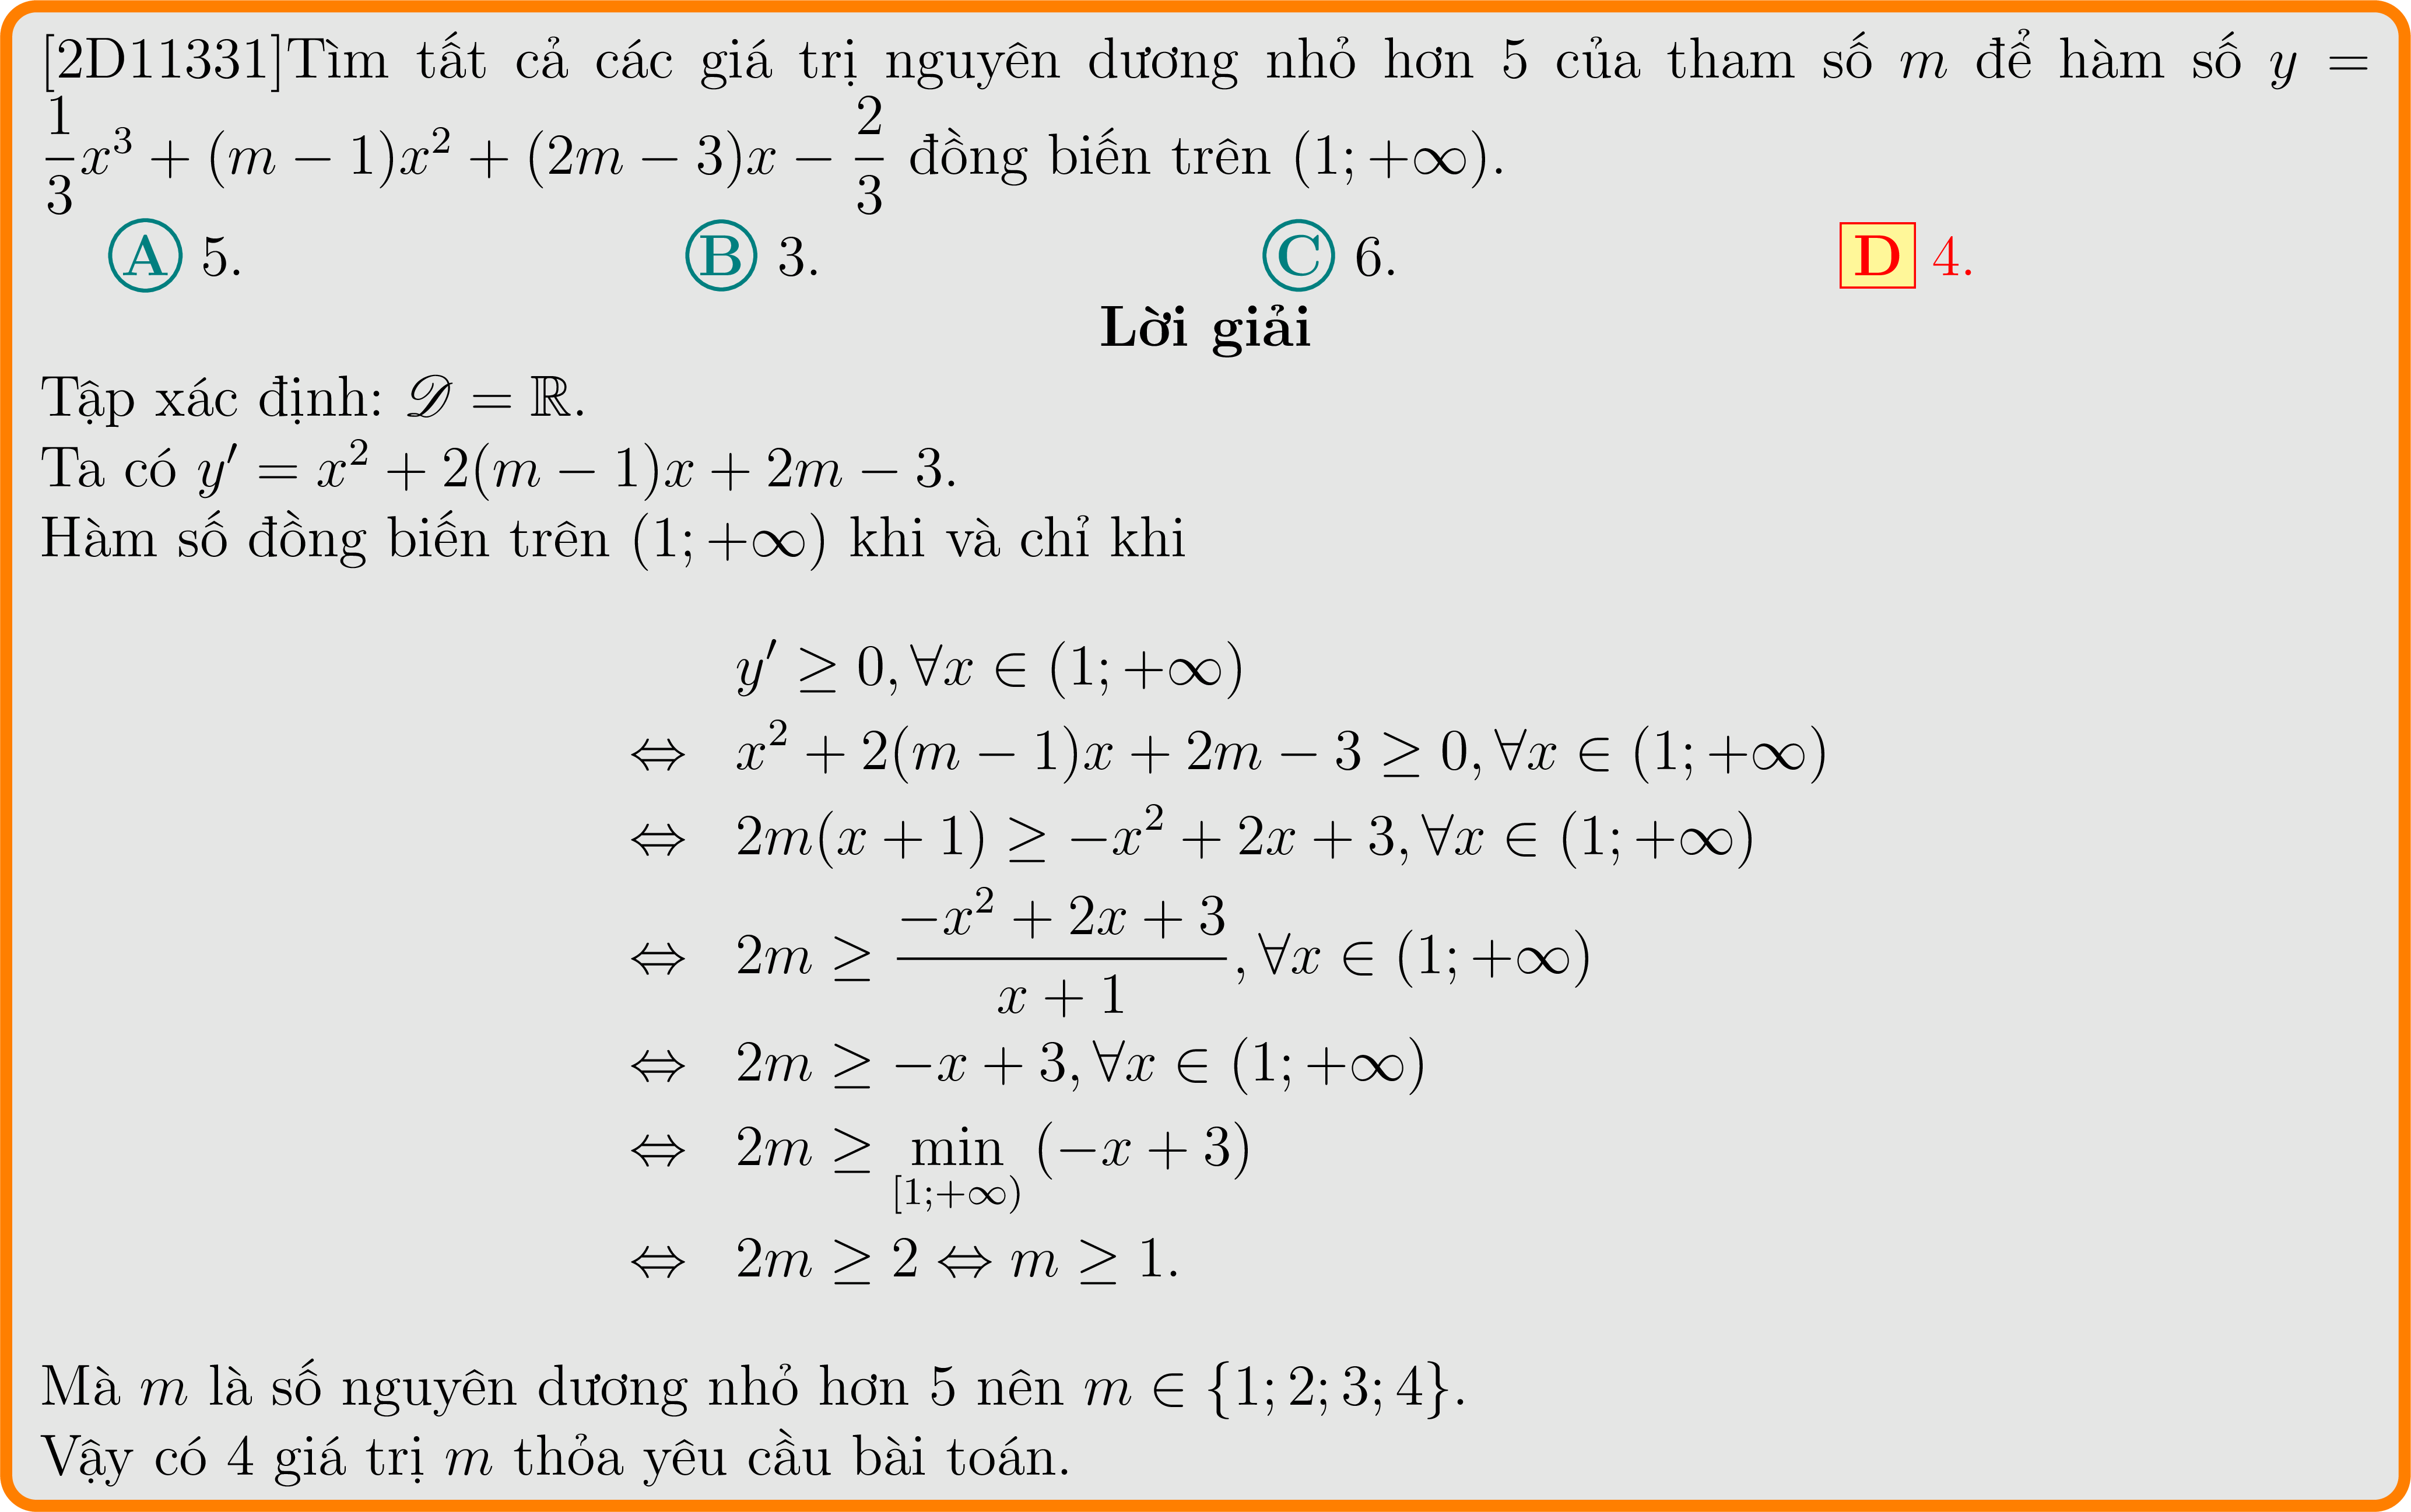 [2D11331]Tìm tất cả các giá trị nguyên dương nhỏ hơn 5 của tham số $m$ để hàm số $y =$
$\frac{1}{3}x^3 + (m-1)x^2 + (2m-3)x - \frac{2}{3}$ đồng biến trên $(1;+\infty)$.
A 5. B 3. C 6. D 4.
Lời giải
Tập xác định: $\mathscr{D} = \mathbb{R}$.
Ta có $y' = x^2 + 2(m-1)x + 2m - 3$.
Hàm số đồng biến trên $(1;+\infty)$ khi và chỉ khi
$y' \geq 0, \forall x \in (1;+\infty)$
$\Leftrightarrow x^2 + 2(m-1)x + 2m - 3 \geq 0, \forall x \in (1;+\infty)$
$\Leftrightarrow 2m(x+1) \geq -x^2 + 2x + 3, \forall x \in (1;+\infty)$
$\Leftrightarrow 2m \geq \frac{-x^2+2x+3}{x+1}, \forall x \in (1;+\infty)$
$\Leftrightarrow 2m \geq -x + 3, \forall x \in (1;+\infty)$
$\Leftrightarrow 2m \geq \min_{[1;+\infty)} (-x+3)$
$\Leftrightarrow 2m \geq 2 \Leftrightarrow m \geq 1.$
Mà $m$ là số nguyên dương nhỏ hơn 5 nên $m \in \{1;2;3;4\}$.
Vậy có 4 giá trị $m$ thỏa yêu cầu bài toán.